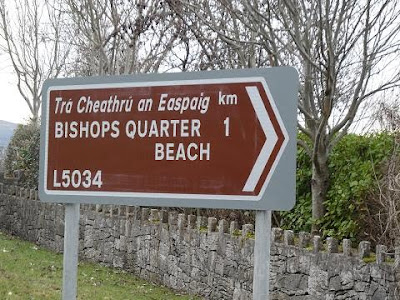 Trá Cheathrú an Easpaig km
BISHOPS QUARTER 1
BEACH
L5034